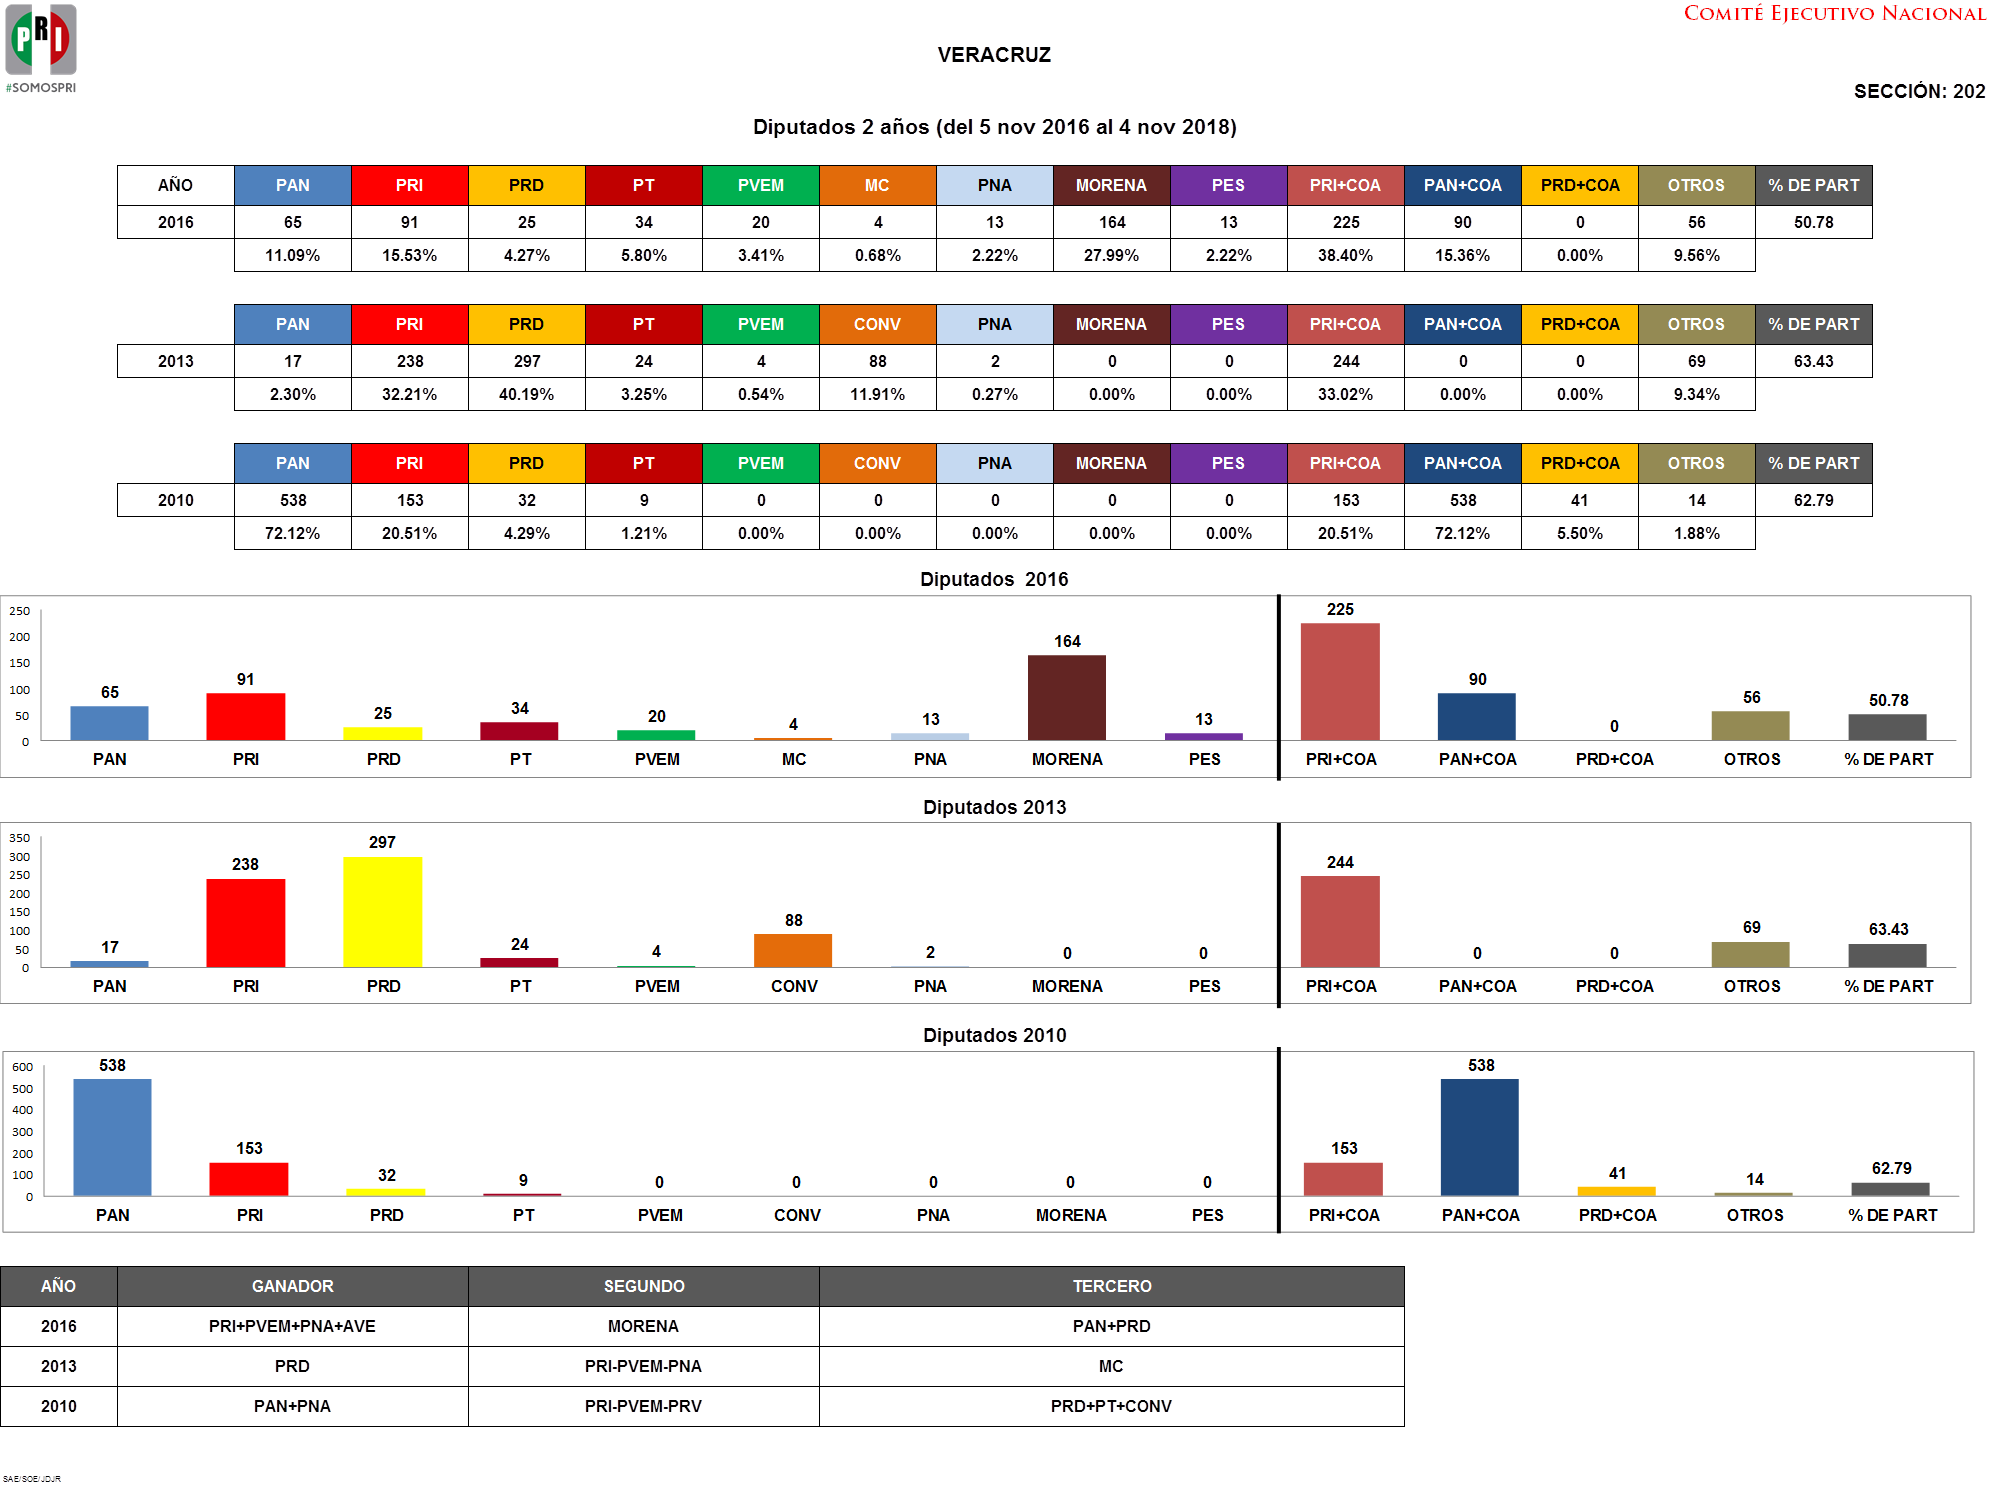 PRI
#SOMOSPRI
COMITÉ EJECUTIVO NACIONAL
VERACRUZ
SECCIÓN: 202
Diputados 2 años (del 5 nov 2016 al 4 nov 2018)
AÑO PAN PRI PRD PT PVEM MC PNA MORENA PES PRI+COA PAN+COA PRD+COA OTROS % DE PART
2016 65 91 25 34 20 4 13 164 13 225 90 0 56 50.78
11.09% 15.53% 4.27% 5.80% 3.41% 0.68% 2.22% 27.99% 2.22% 38.40% 15.36% 0.00% 9.56%
PAN PRI PRD PT PVEM CONV PNA MORENA PES PRI+COA PAN+COA PRD+COA OTROS % DE PART
2013 17 238 297 24 4 88 2 0 0 244 0 0 69 63.43
2.30% 32.21% 40.19% 3.25% 0.54% 11.91% 0.27% 0.00% 0.00% 33.02% 0.00% 0.00% 9.34%
PAN PRI PRD PT PVEM CONV PNA MORENA PES PRI+COA PAN+COA PRD+COA OTROS % DE PART
2010 538 153 32 9 0 0 0 0 0 153 538 41 14 62.79
72.12% 20.51% 4.29% 1.21% 0.00% 0.00% 0.00% 0.00% 0.00% 20.51% 72.12% 5.50% 1.88%
Diputados 2016
250
200
150
100
50
0
65 91 25 34 20 4 13 164 13 225 90 0 56 50.78
PAN PRI PRD PT PVEM MC PNA MORENA PES PRI+COA PAN+COA PRD+COA OTROS % DE PART
Diputados 2013
350
300
250
200
150
100
50
0
17 238 297 24 4 88 2 0 0 244 0 0 69 63.43
PAN PRI PRD PT PVEM CONV PNA MORENA PES PRI+COA PAN+COA PRD+COA OTROS % DE PART
Diputados 2010
600
500
400
300
200
100
0
538 153 32 9 0 0 0 0 0 153 538 41 14 62.79
PAN PRI PRD PT PVEM CONV PNA MORENA PES PRI+COA PAN+COA PRD+COA OTROS % DE PART
AÑO GANADOR SEGUNDO TERCERO
2016 PRI+PVEM+PNA+AVE MORENA PAN+PRD
2013 PRD PRI-PVEM-PNA MC
2010 PAN+PNA PRI-PVEM-PRV PRD+PT+CONV
SAE/SOE/JDJR